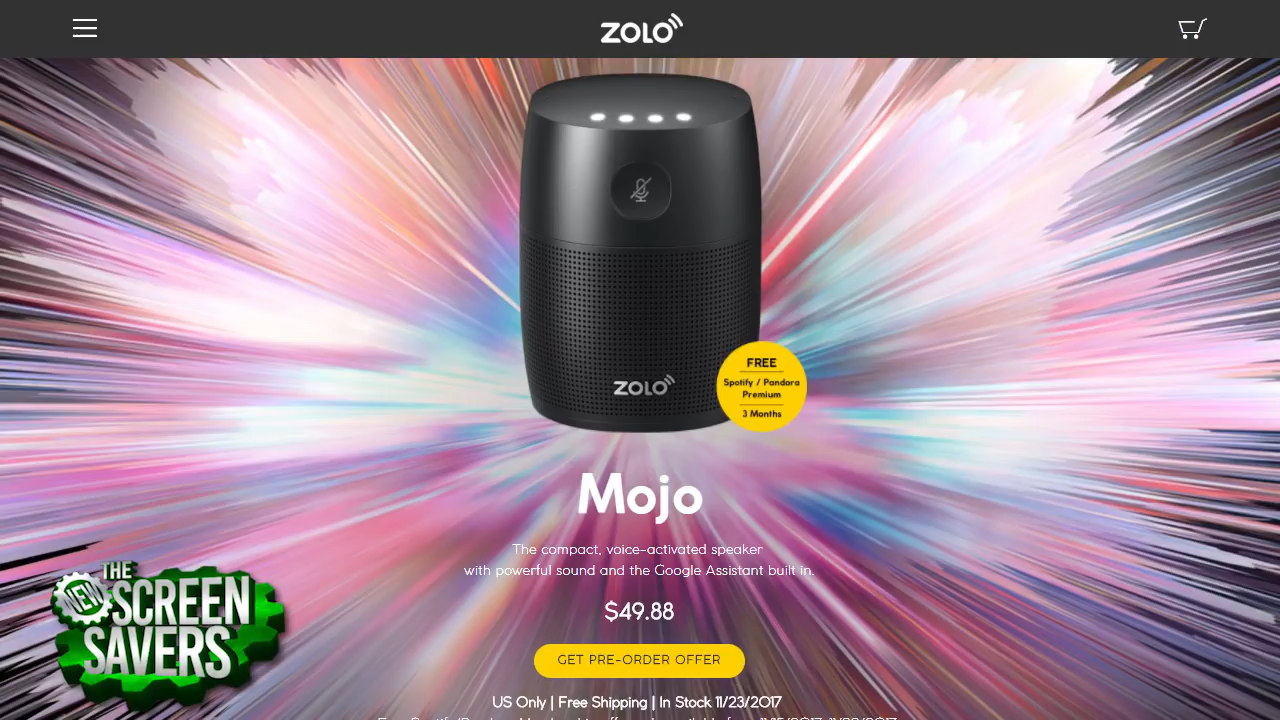 ZOLO
ZOLO
FREE
Spotify / Pandora
Premium
3 Months
Mojo
The compact, voice-activated speaker
with powerful sound and the Google Assistant built in.
$49.88
GET PRE-ORDER OFFER
US Only | Free Shipping | In Stock 11/23/2017
THE
NEW
SCREEN
SAVERS